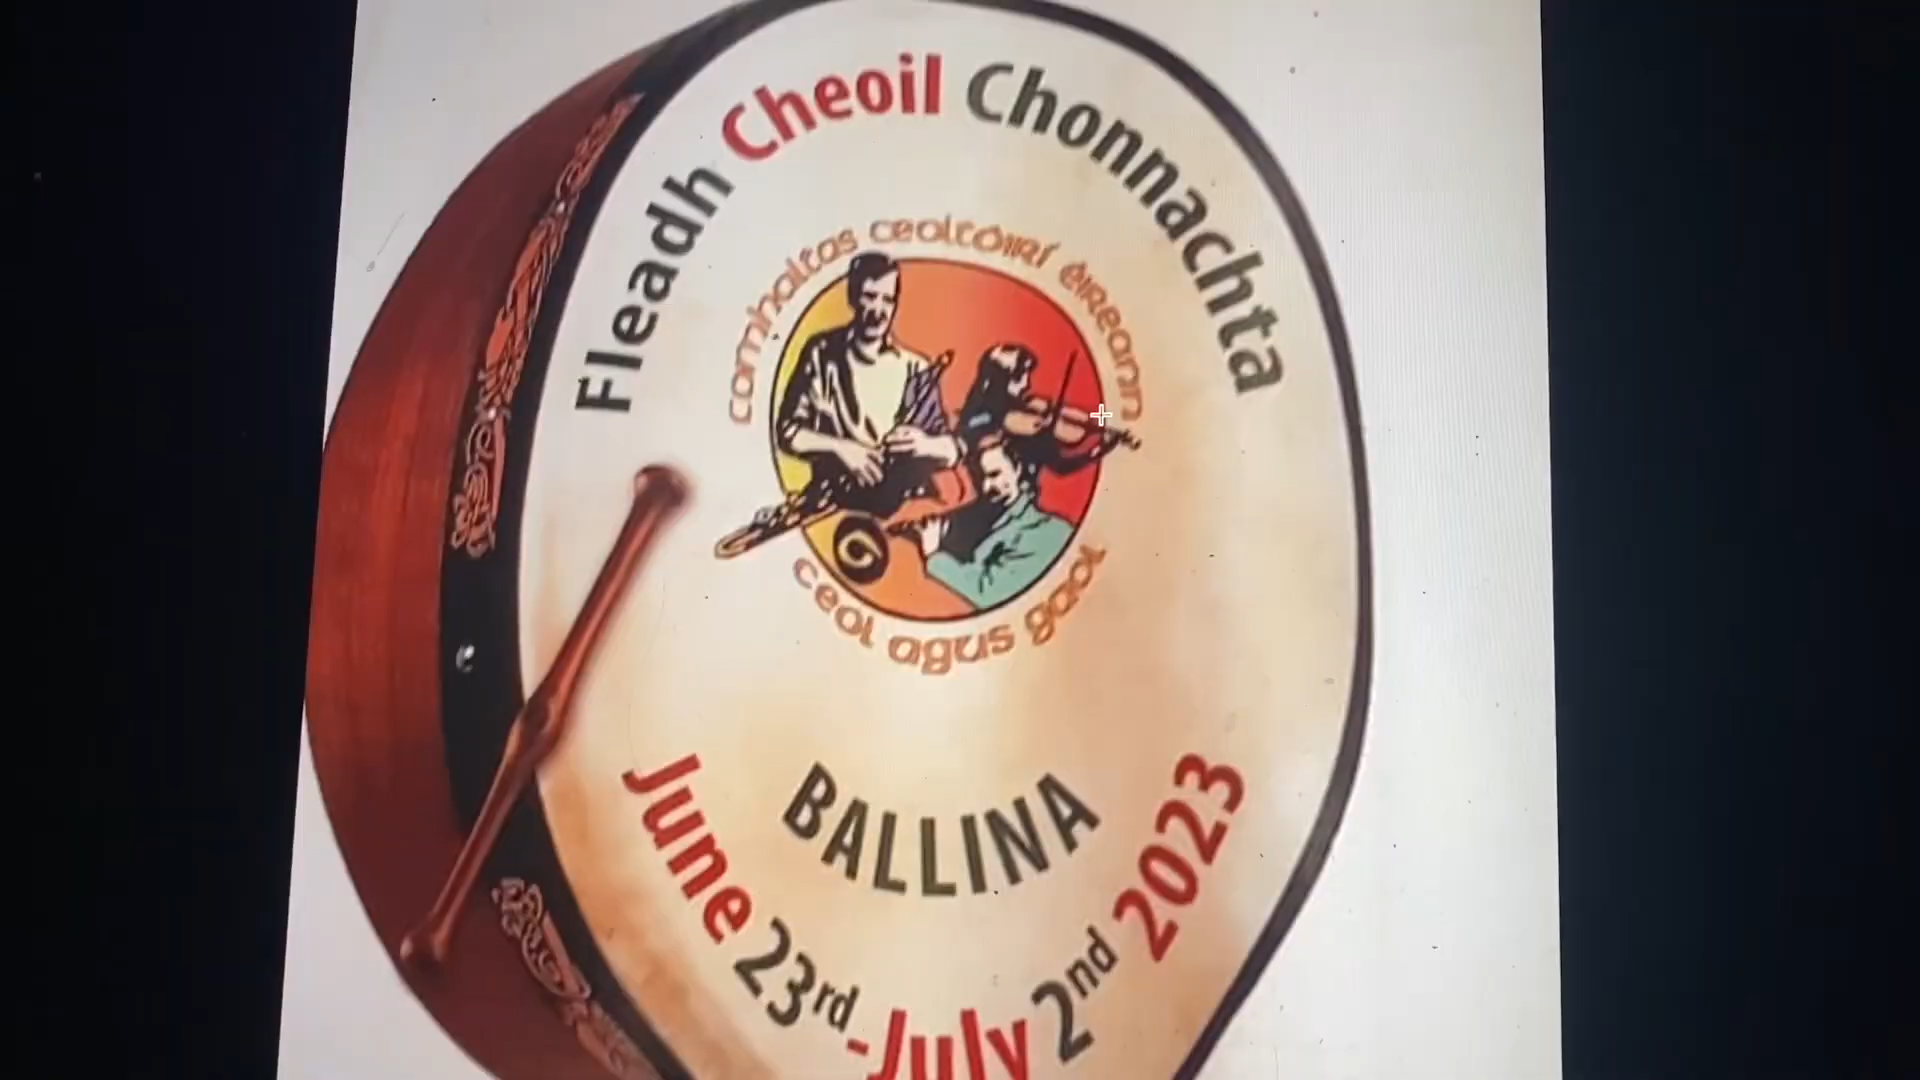 Fleadh Cheoil Chonnachta
comhaltas ceoltóirí éireann
ceol agus gaol
BALLINA
June 23rd-July 2nd 2023